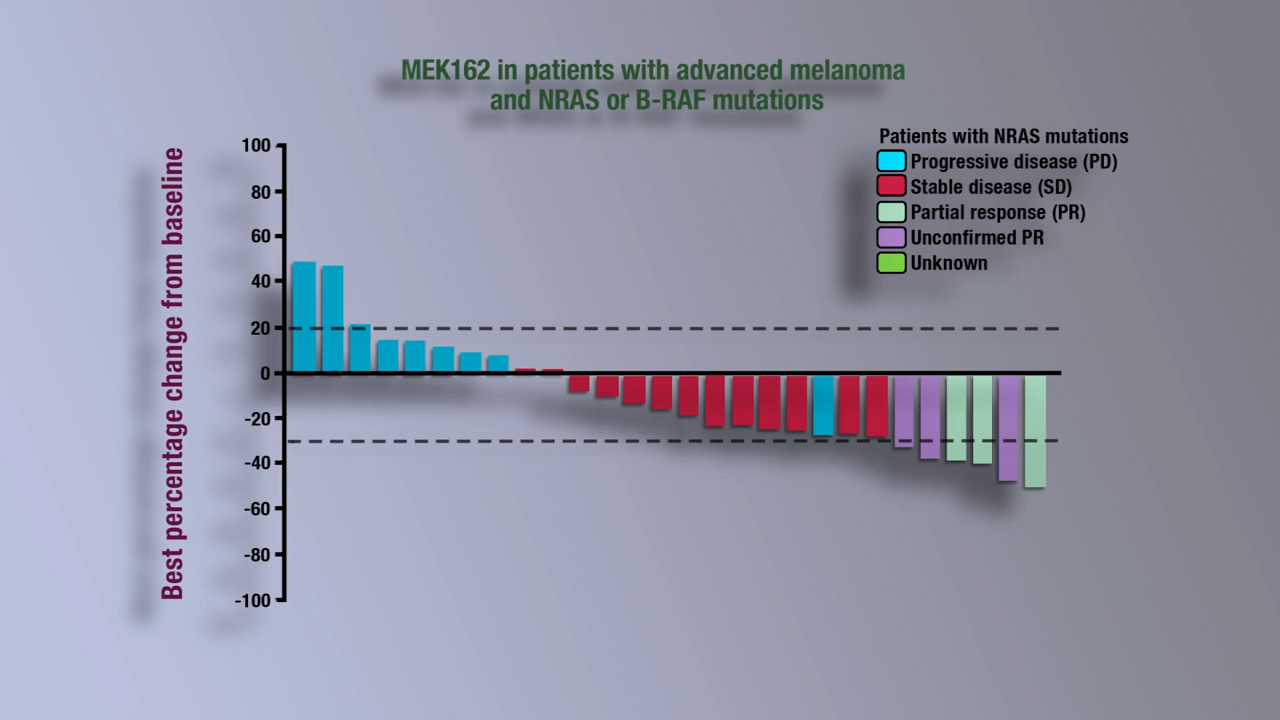 MEK162 in patients with advanced melanoma
and NRAS or B-RAF mutations
Patients with NRAS mutations
Progressive disease (PD)
Stable disease (SD)
Partial response (PR)
Unconfirmed PR
Unknown
Best percentage change from baseline
100
80
60
40
20
0
-20
-40
-60
-80
-100